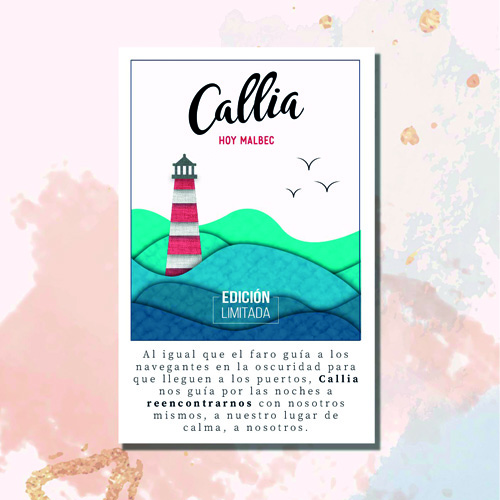 Callia
HOY MALBEC
EDICIÓN
LIMITADA
Al igual que el faro guía a los
navegantes en la oscuridad para
que lleguen a los puertos, Callia
nos guía por las noches a
reencontrarnos con nosotros
mismos, a nuestro lugar de
calma, a nosotros.